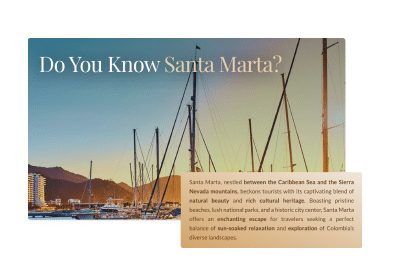 Do You Know Santa Marta?
Santa Marta, nestled between the Caribbean Sea and the Sierra
Nevada mountains, beckons tourists with its captivating blend of
natural beauty and rich cultural heritage. Boasting pristine
beaches, lush national parks, and a historic city center, Santa Marta
offers an enchanting escape for travelers seeking a perfect
balance of sun-soaked relaxation and exploration of Colombia's
diverse landscapes.